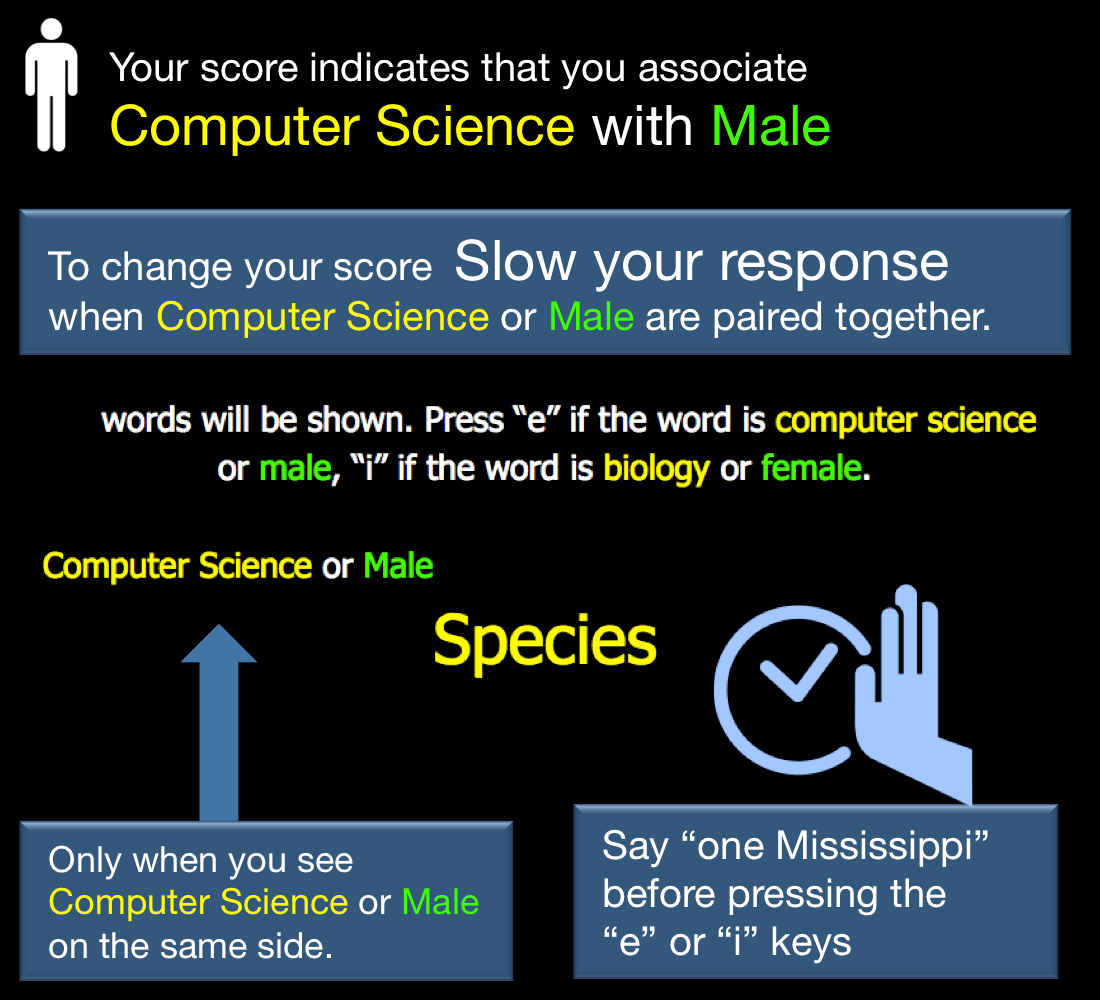 Your score indicates that you associate
Computer Science with Male
To change your score Slow your response
when Computer Science or Male are paired together.
words will be shown. Press “e” if the word is computer science
or male, “i” if the word is biology or female.
Computer Science or Male
Species
Only when you see
Computer Science or Male
on the same side.
Say “one Mississippi”
before pressing the
“e” or “i” keys